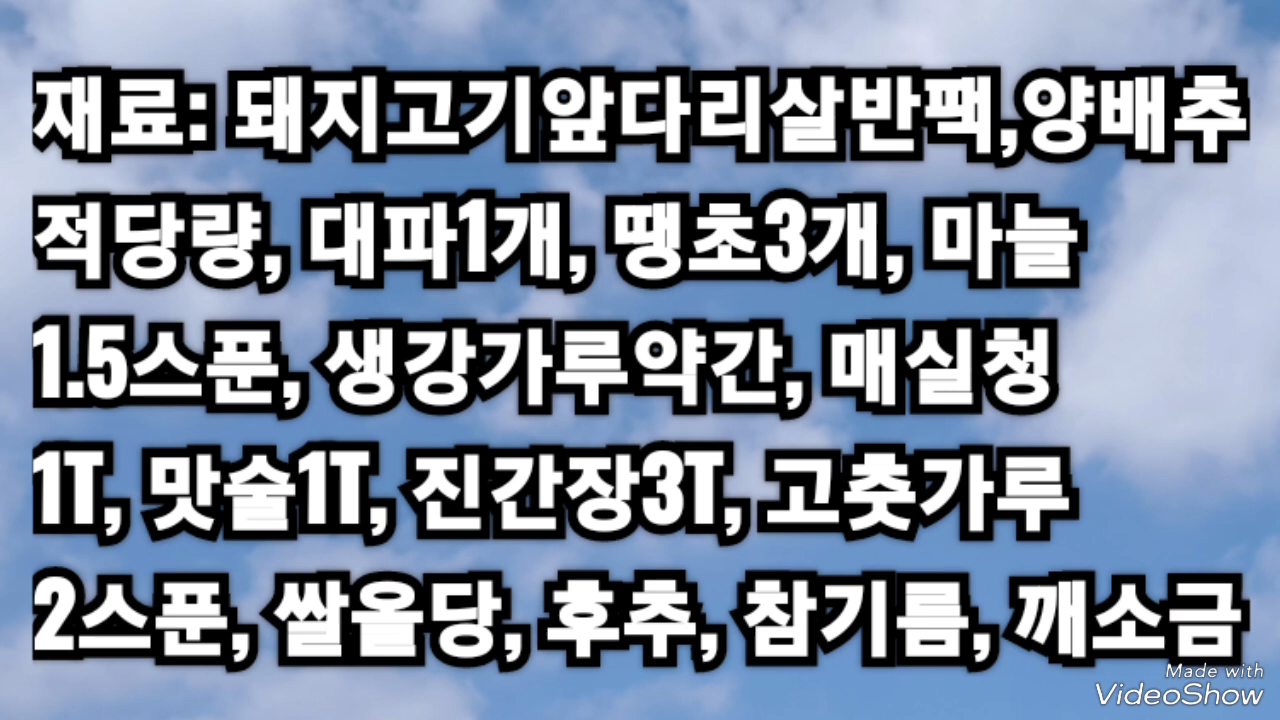 재료: 돼지고기앞다리살반팩,양배추
적당량, 대파1개, 땡초3개, 마늘
1.5스푼, 생강가루약간, 매실청
1T, 맛술1T, 진간장3T, 고춧가루
2스푼, 쌀올당, 후추, 참기름, 깨소금
Made with
VideoShow